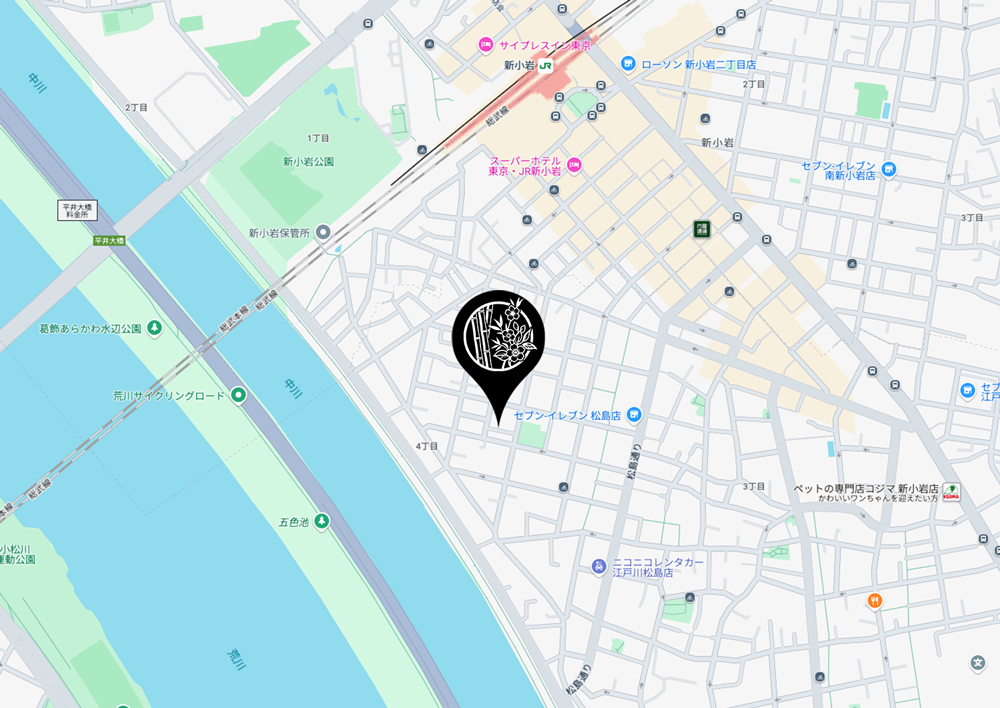 サイプレスイン東京
新小岩
JR
ローソン 新小岩二丁目店
中川
2丁目
2丁目
総武線
1丁目
新小岩公園
新小岩
スーパーホテル
東京・JR新小岩
セブン-イレブン
南新小岩店
平井大橋
料金所
3丁目
平井大橋
新小岩保管所
総武線
総武本線
葛飾あらかわ水辺公園
中川
荒川サイクリングロード
セブ
江戸
セブン-イレブン 松島店
4丁目
松島通り
総武線
本線
3丁目
ペットの専門店コジマ 新小岩店
かわいいワンちゃんを迎えたい方
KOJIMA
五色池
小松川
運動公園
ニコニコレンタカー
江戸川松島店
荒川
松島通り